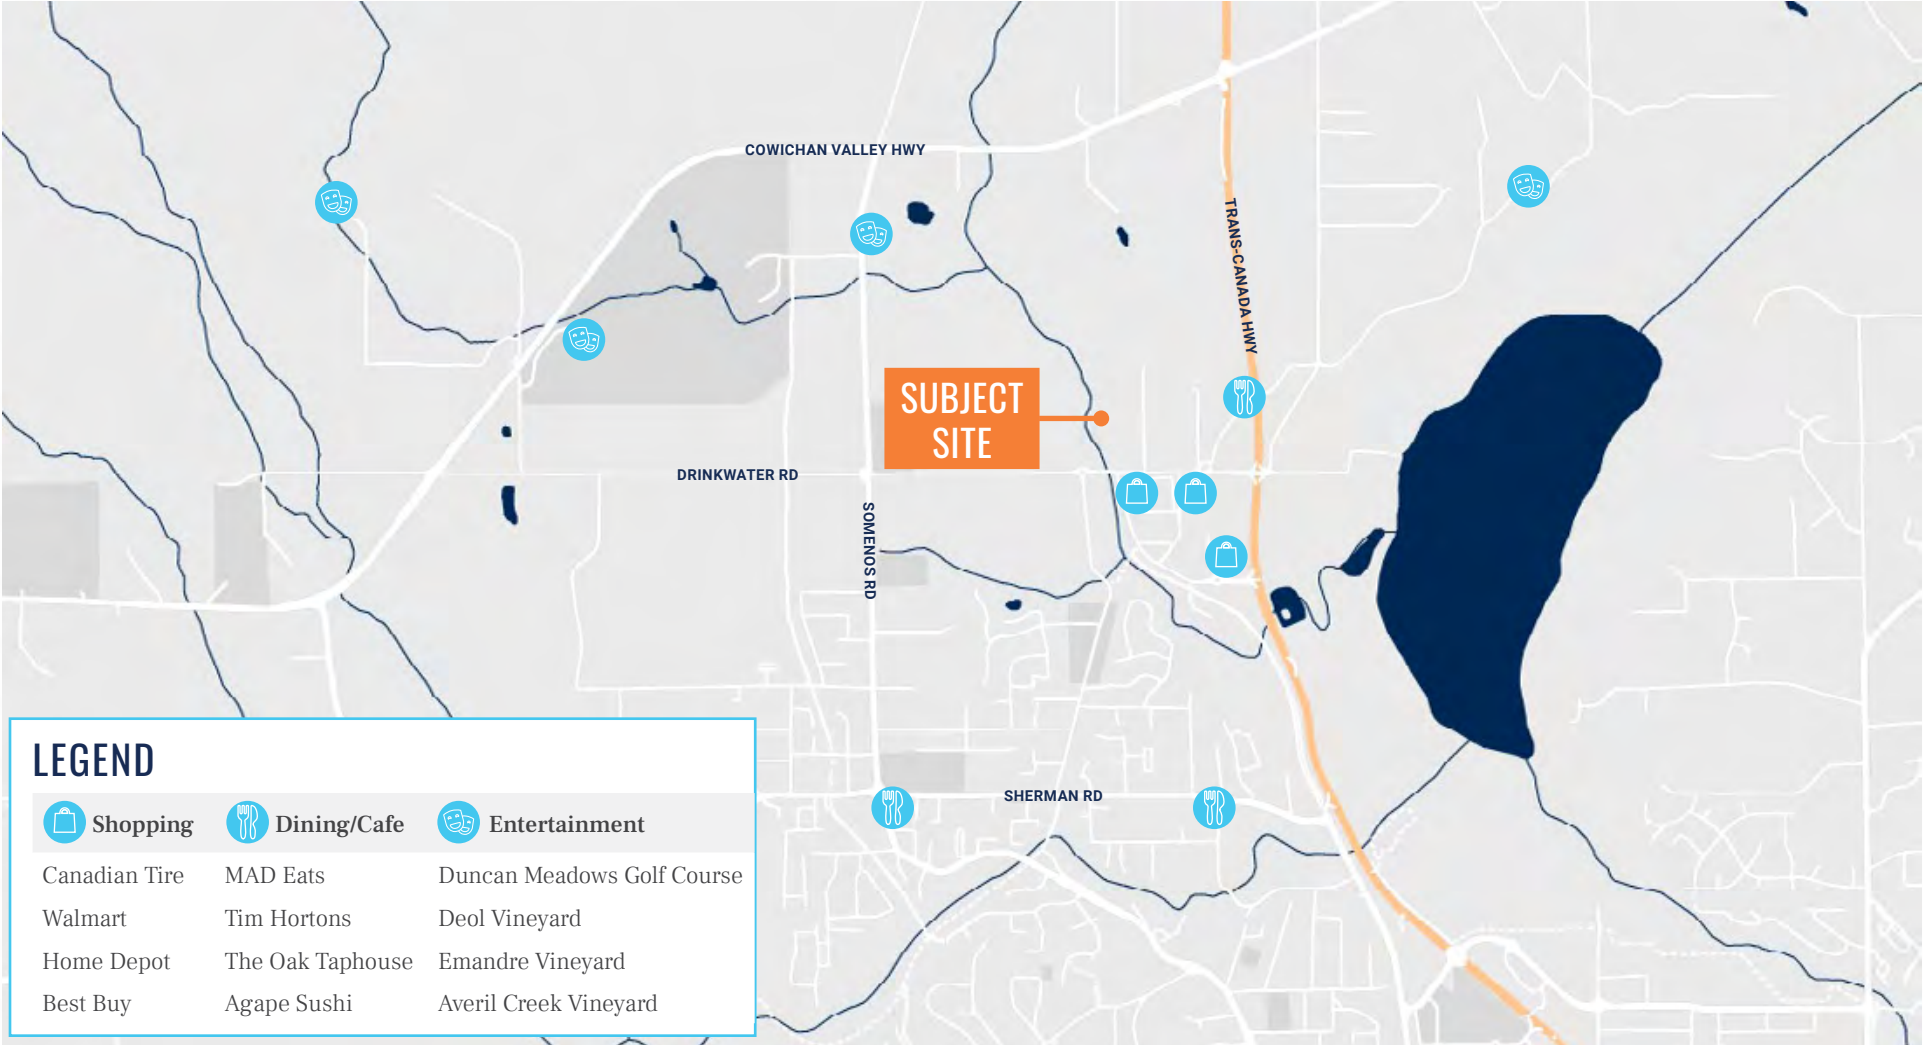 COWICHAN VALLEY HWY
TRANS-CANADA HWY
SUBJECT
SITE
DRINKWATER RD
SOMENOS RD
SHERMAN RD
LEGEND
Shopping Dining/Cafe Entertainment
Canadian Tire MAD Eats Duncan Meadows Golf Course
Walmart Tim Hortons Deol Vineyard
Home Depot The Oak Taphouse Emandre Vineyard
Best Buy Agape Sushi Averil Creek Vineyard